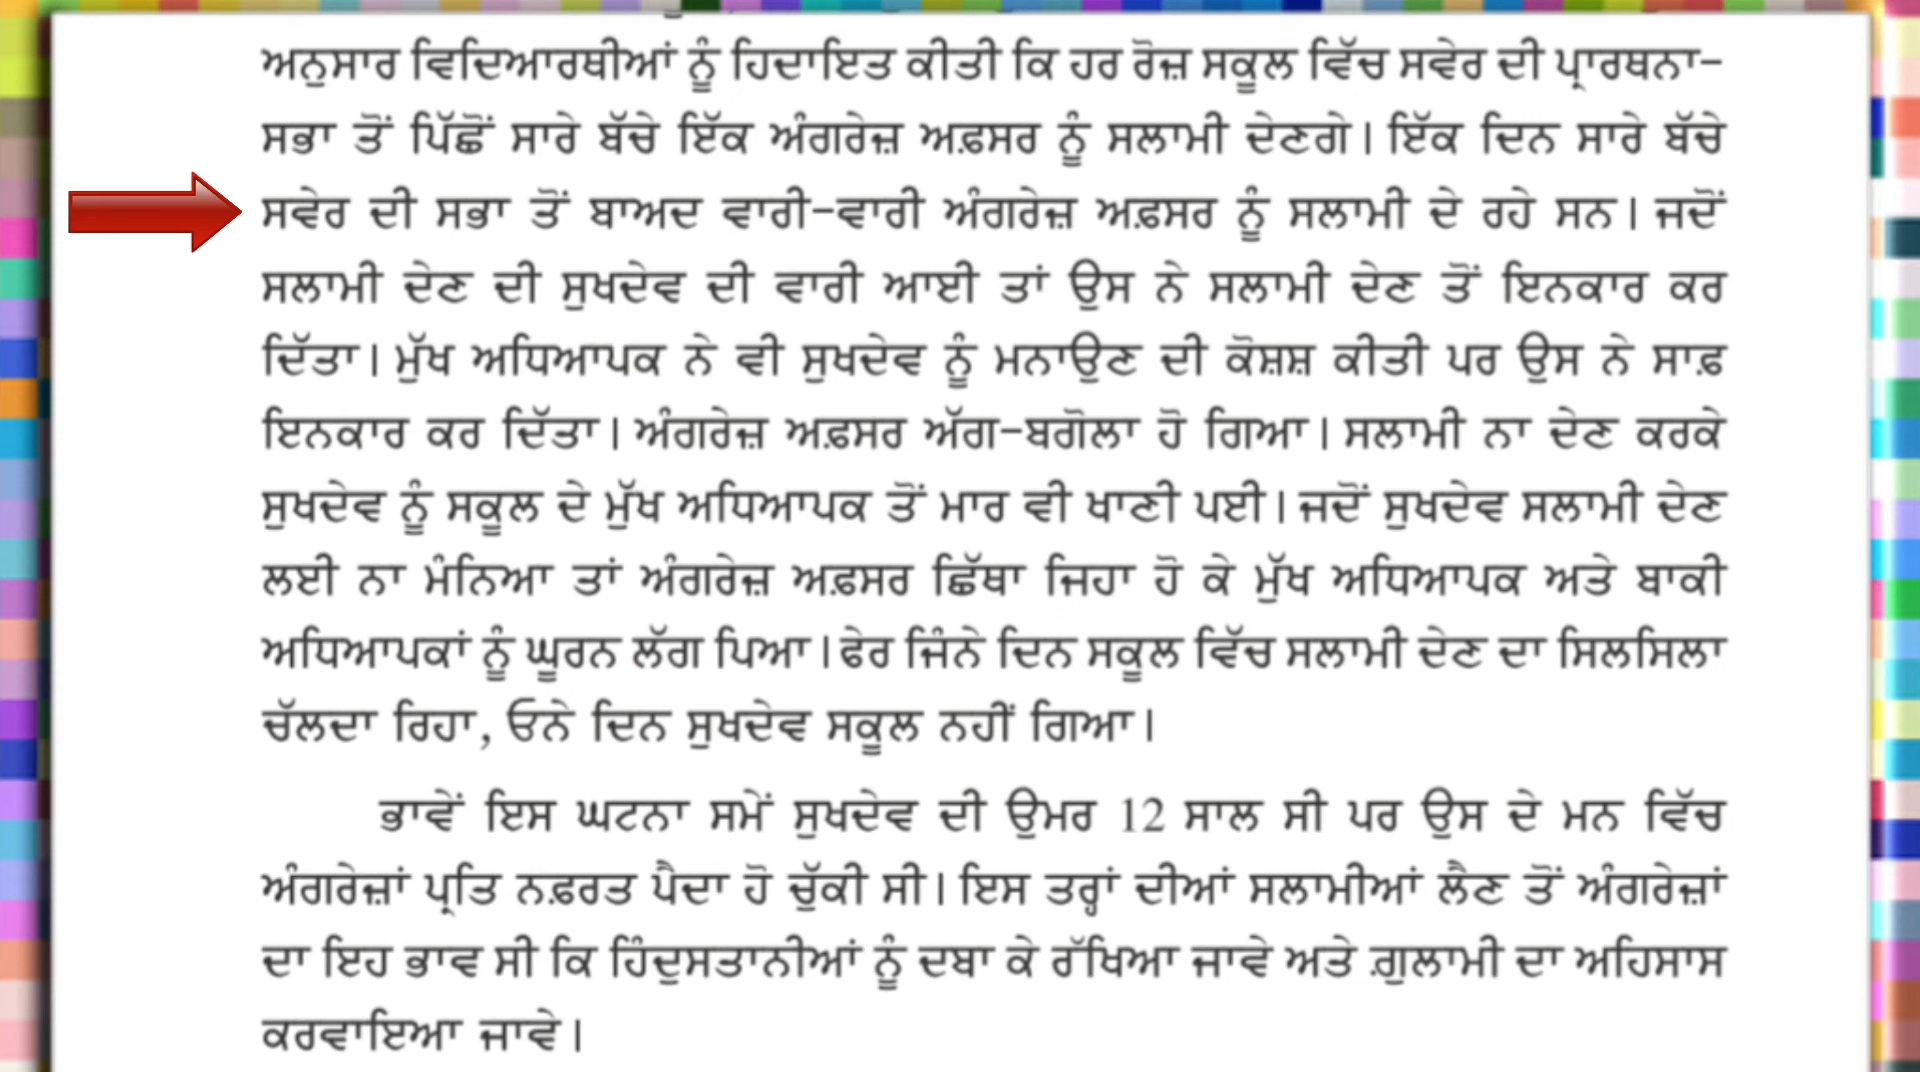 ਅਨੁਸਾਰ ਵਿਦਿਆਰਥੀਆਂ ਨੂੰ ਹਿਦਾਇਤ ਕੀਤੀ ਕਿ ਹਰ ਰੋਜ਼ ਸਕੂਲ ਵਿੱਚ ਸਵੇਰ ਦੀ ਪ੍ਰਾਰਥਨਾ-
ਸਭਾ ਤੋਂ ਪਿੱਛੋਂ ਸਾਰੇ ਬੱਚੇ ਇੱਕ ਅੰਗਰੇਜ਼ ਅਫ਼ਸਰ ਨੂੰ ਸਲਾਮੀ ਦੇਣਗੇ। ਇੱਕ ਦਿਨ ਸਾਰੇ ਬੱਚੇ
ਸਵੇਰ ਦੀ ਸਭਾ ਤੋਂ ਬਾਅਦ ਵਾਰੀ-ਵਾਰੀ ਅੰਗਰੇਜ਼ ਅਫ਼ਸਰ ਨੂੰ ਸਲਾਮੀ ਦੇ ਰਹੇ ਸਨ। ਜਦੋਂ
ਸਲਾਮੀ ਦੇਣ ਦੀ ਸੁਖਦੇਵ ਦੀ ਵਾਰੀ ਆਈ ਤਾਂ ਉਸ ਨੇ ਸਲਾਮੀ ਦੇਣ ਤੋਂ ਇਨਕਾਰ ਕਰ
ਦਿੱਤਾ। ਮੁੱਖ ਅਧਿਆਪਕ ਨੇ ਵੀ ਸੁਖਦੇਵ ਨੂੰ ਮਨਾਉਣ ਦੀ ਕੋਸ਼ਸ਼ ਕੀਤੀ ਪਰ ਉਸ ਨੇ ਸਾਫ਼
ਇਨਕਾਰ ਕਰ ਦਿੱਤਾ। ਅੰਗਰੇਜ਼ ਅਫ਼ਸਰ ਅੱਗ-ਬਗੋਲਾ ਹੋ ਗਿਆ। ਸਲਾਮੀ ਨਾ ਦੇਣ ਕਰਕੇ
ਸੁਖਦੇਵ ਨੂੰ ਸਕੂਲ ਦੇ ਮੁੱਖ ਅਧਿਆਪਕ ਤੋਂ ਮਾਰ ਵੀ ਖਾਣੀ ਪਈ। ਜਦੋਂ ਸੁਖਦੇਵ ਸਲਾਮੀ ਦੇਣ
ਲਈ ਨਾ ਮੰਨਿਆ ਤਾਂ ਅੰਗਰੇਜ਼ ਅਫ਼ਸਰ ਛਿੱਥਾ ਜਿਹਾ ਹੋ ਕੇ ਮੁੱਖ ਅਧਿਆਪਕ ਅਤੇ ਬਾਕੀ
ਅਧਿਆਪਕਾਂ ਨੂੰ ਘੂਰਨ ਲੱਗ ਪਿਆ। ਫੇਰ ਜਿੰਨੇ ਦਿਨ ਸਕੂਲ ਵਿੱਚ ਸਲਾਮੀ ਦੇਣ ਦਾ ਸਿਲਸਿਲਾ
ਚੱਲਦਾ ਰਿਹਾ, ਓਨੇ ਦਿਨ ਸੁਖਦੇਵ ਸਕੂਲ ਨਹੀਂ ਗਿਆ।
ਭਾਵੇਂ ਇਸ ਘਟਨਾ ਸਮੇਂ ਸੁਖਦੇਵ ਦੀ ਉਮਰ 12 ਸਾਲ ਸੀ ਪਰ ਉਸ ਦੇ ਮਨ ਵਿੱਚ
ਅੰਗਰੇਜ਼ਾਂ ਪ੍ਰਤਿ ਨਫ਼ਰਤ ਪੈਦਾ ਹੋ ਚੁੱਕੀ ਸੀ। ਇਸ ਤਰ੍ਹਾਂ ਦੀਆਂ ਸਲਾਮੀਆਂ ਲੈਣ ਤੋਂ ਅੰਗਰੇਜ਼ਾਂ
ਦਾ ਇਹ ਭਾਵ ਸੀ ਕਿ ਹਿੰਦੁਸਤਾਨੀਆਂ ਨੂੰ ਦਬਾ ਕੇ ਰੱਖਿਆ ਜਾਵੇ ਅਤੇ ਗ਼ੁਲਾਮੀ ਦਾ ਅਹਿਸਾਸ
ਕਰਵਾਇਆ ਜਾਵੇ।